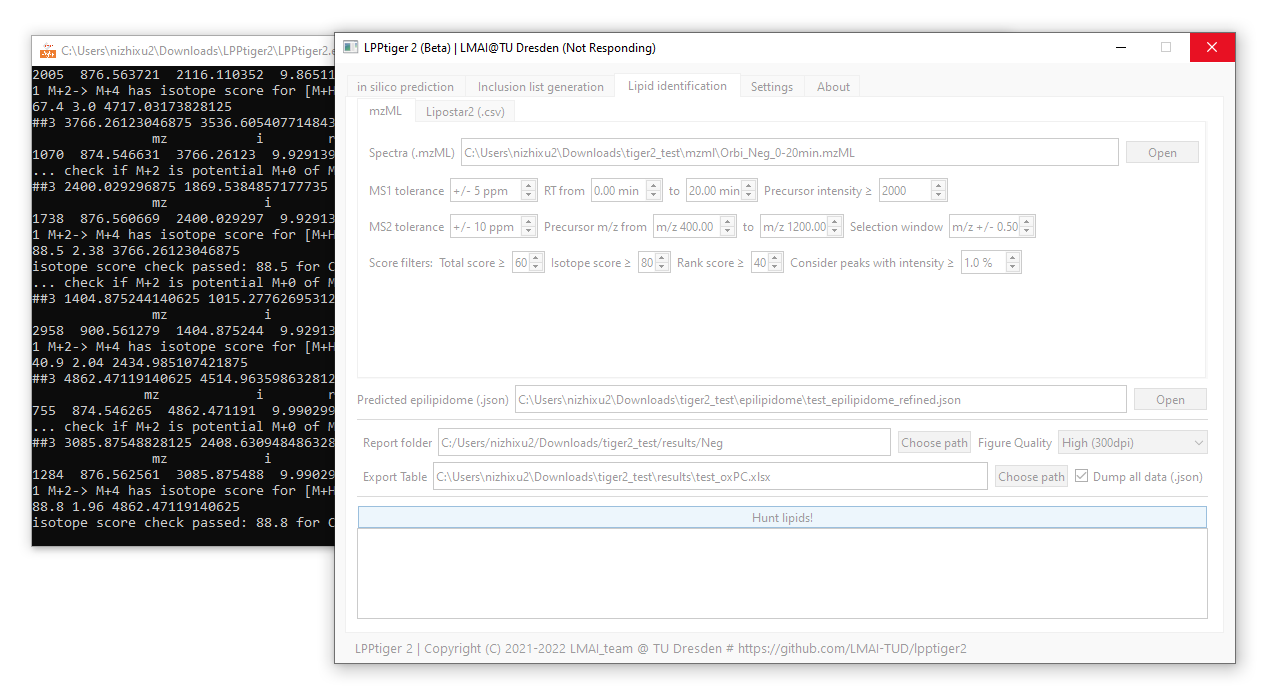 C:\Users\nizhixu2\Downloads\LPPtiger2\LPPtiger2.e
2005 876.563721 2116.110352 9.86511
1 M+2-> M+4 has isotope score for [M+H
67.4 3.0 4717.03173828125
##3 3766.26123046875 3536.605407714843
mz i r
1070 874.546631 3766.26123 9.929139
... check if M+2 is potential M+0 of M
##3 2400.029296875 1869.5384857177735
mz i
1738 876.560669 2400.029297 9.92913
1 M+2-> M+4 has isotope score for [M+H
88.5 2.38 3766.26123046875
isotope score check passed: 88.5 for C
... check if M+2 is potential M+0 of M
##3 1404.875244140625 1015.27762695312
mz i
2958 900.561279 1404.875244 9.92913
1 M+2-> M+4 has isotope score for [M+H
40.9 2.04 2434.985107421875
##3 4862.47119140625 4514.963598632812
mz i
755 874.546265 4862.471191 9.990299
... check if M+2 is potential M+0 of M
##3 3085.87548828125 2408.630948486328
mz i
1284 876.562561 3085.875488 9.99029
1 M+2-> M+4 has isotope score for [M+H
88.8 1.96 4862.47119140625
isotope score check passed: 88.8 for C
LPPtiger 2 (Beta) | LMAI@TU Dresden (Not Responding)
in silico prediction Inclusion list generation Lipid identification Settings About
mzML Lipostar2 (.csv)
Spectra (.mzML) C:\Users\nizhixu2\Downloads\tiger2_test\mzml\Orbi_Neg_0-20min.mzML Open
MS1 tolerance +/- 5 ppm RT from 0.00 min to 20.00 min Precursor intensity ≥ 2000
MS2 tolerance +/- 10 ppm Precursor m/z from m/z 400.00 to m/z 1200.00 Selection window m/z +/- 0.50
Score filters: Total score ≥ 60 Isotope score ≥ 80 Rank score ≥ 40 Consider peaks with intensity ≥ 1.0 %
Predicted epilipidome (.json) C:\Users\nizhixu2\Downloads\tiger2_test\epilipidome\test_epilipidome_refined.json Open
Report folder C:/Users/nizhixu2/Downloads/tiger2_test/results/Neg Choose path Figure Quality High (300dpi)
Export Table C:\Users\nizhixu2\Downloads\tiger2_test\results\test_oxPC.xlsx Choose path Dump all data (.json)
Hunt lipids!
LPPtiger 2 | Copyright (C) 2021-2022 LMAI_team @ TU Dresden # https://github.com/LMAI-TUD/lpptiger2